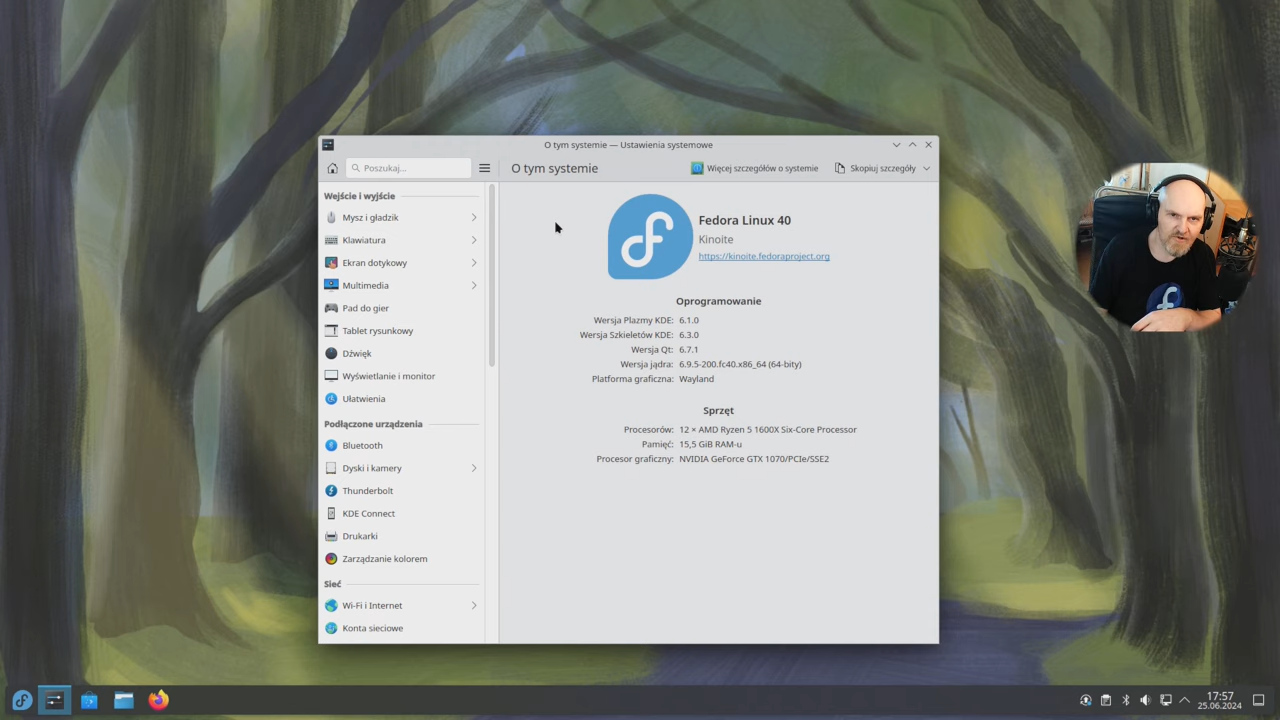 O tym systemie — Ustawienia systemowe
Poszukaj...
O tym systemie
Więcej szczegółów o systemie
Skopiuj szczegóły
Wejście i wyjście
Mysz i gładzik
Klawiatura
Ekran dotykowy
Multimedia
Pad do gier
Tablet rysunkowy
Dźwięk
Wyświetlanie i monitor
Ułatwienia
Podłączone urządzenia
Bluetooth
Dyski i kamery
Thunderbolt
KDE Connect
Drukarki
Zarządzanie kolorem
Sieć
Wi-Fi i Internet
Konta sieciowe
Fedora Linux 40
Kinoite
https://kinoite.fedoraproject.org
Oprogramowanie
Wersja Plazmy KDE: 6.1.0
Wersja Szkieletów KDE: 6.3.0
Wersja Qt: 6.7.1
Wersja jądra: 6.9.5-200.fc40.x86_64 (64-bity)
Platforma graficzna: Wayland
Sprzęt
Procesorów: 12 × AMD Ryzen 5 1600X Six-Core Processor
Pamięć: 15,5 GiB RAM-u
Procesor graficzny: NVIDIA GeForce GTX 1070/PCIe/SSE2
17:57
25.06.2024